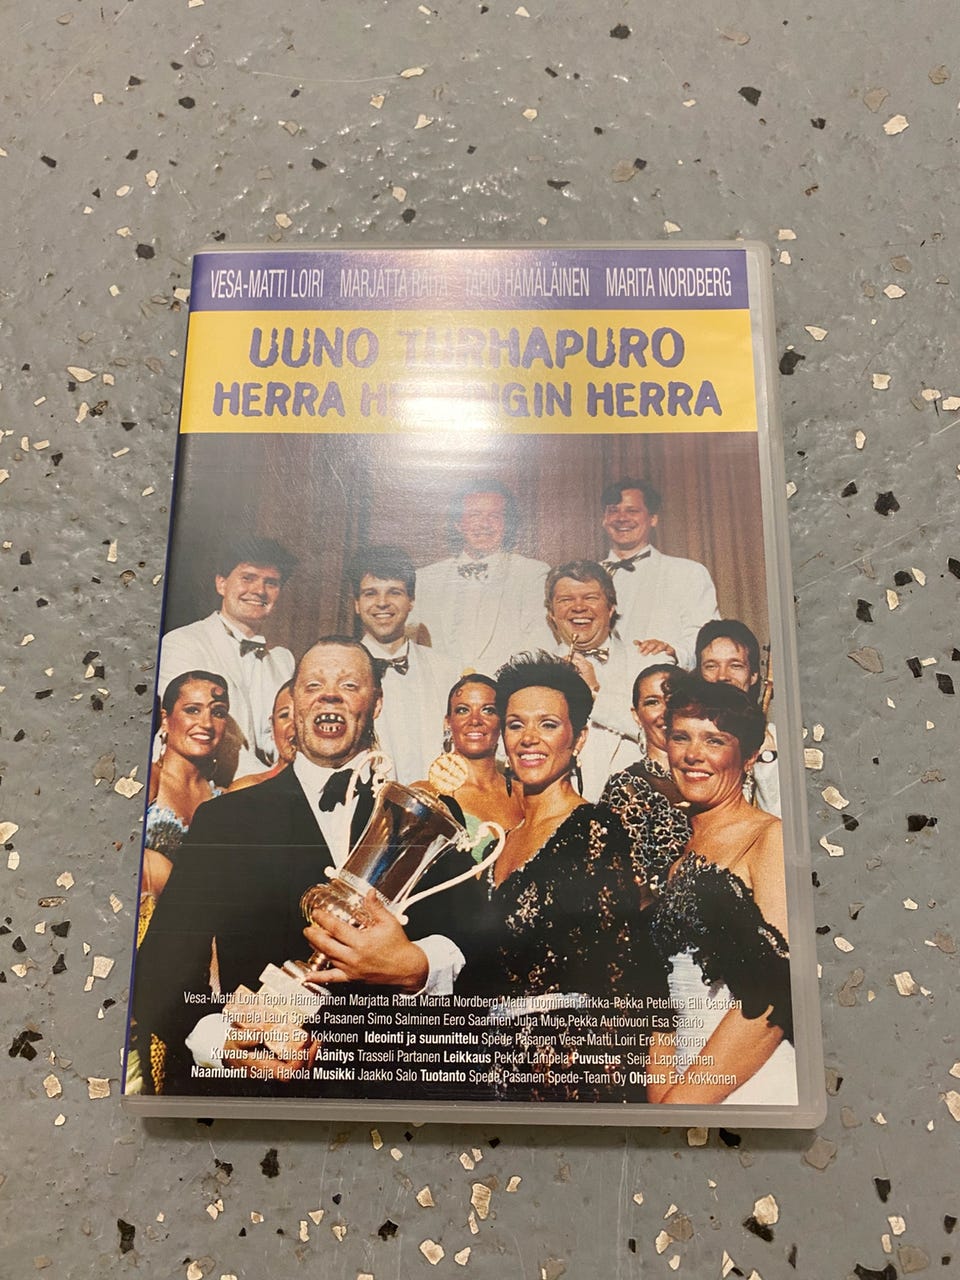 VESA-MATTI LOIRI MARJATTA RAITA TAPIO HÄMÄLÄINEN MARITA NORDBERG
UUNO TURHAPURO
HERRA HELSINGIN HERRA
Vesa-Matti Loiri Tapio Hämäläinen Marjatta Raita Marita Nordberg Matti Tuominen Pirkka-Pekka Petelius Elli Castrén
Hannele Lauri Spede Pasanen Simo Salminen Eero Saarinen Juha Muje Pekka Autiovuori Esa Saario
Käsikirjoitus Ere Kokkonen Ideointi ja suunnittelu Spede Pasanen Vesa-Matti Loiri Ere Kokkonen
Kuvaus Juha Jalasti Äänitys Trasseli Partanen Leikkaus Pekka Lämpelä Puvustus Seija Lappalainen
Naamiointi Saija Hakola Musiikki Jaakko Salo Tuotanto Spede Pasanen Spede-Team Oy Ohjaus Ere Kokkonen